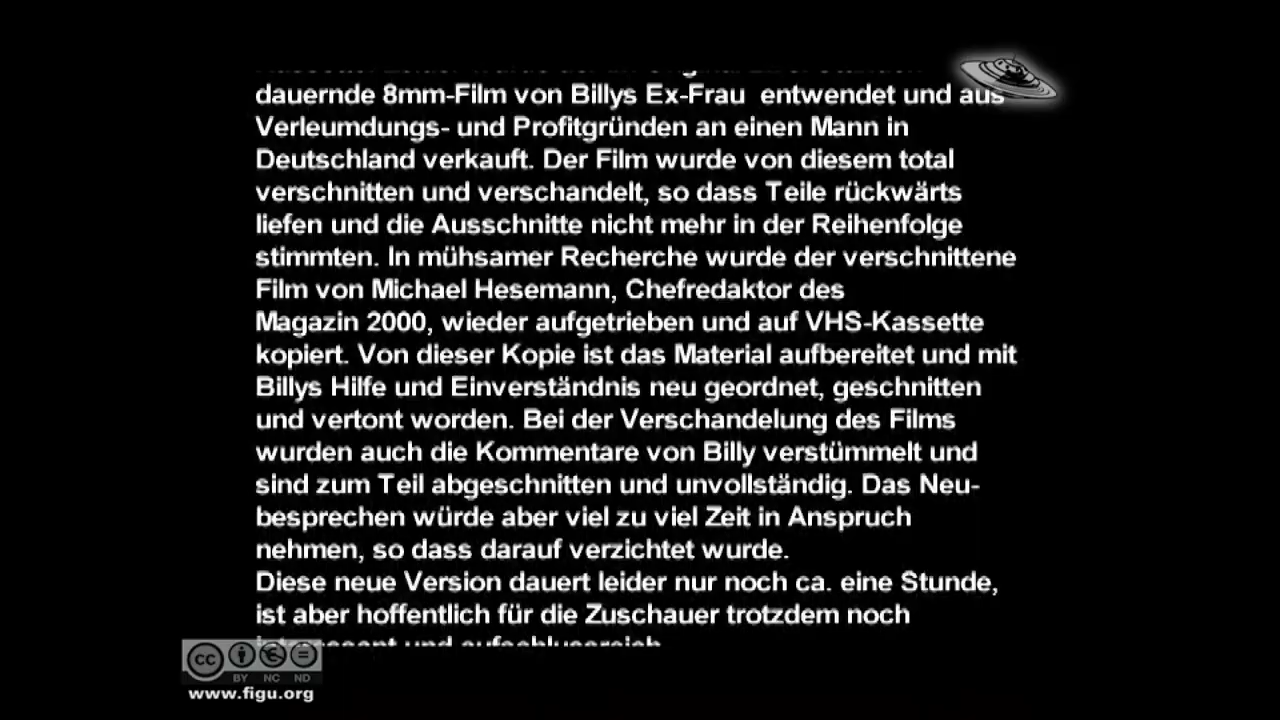 dauernde 8mm-Film von Billys Ex-Frau entwendet und aus
Verleumdungs- und Profitgründen an einen Mann in
Deutschland verkauft. Der Film wurde von diesem total
verschnitten und verschandelt, so dass Teile rückwärts
liefen und die Ausschnitte nicht mehr in der Reihenfolge
stimmten. In mühsamer Recherche wurde der verschnittene
Film von Michael Hesemann, Chefredaktor des
Magazin 2000, wieder aufgetrieben und auf VHS-Kassette
kopiert. Von dieser Kopie ist das Material aufbereitet und mit
Billys Hilfe und Einverständnis neu geordnet, geschnitten
und vertont worden. Bei der Verschandelung des Films
wurden auch die Kommentare von Billy verstümmelt und
sind zum Teil abgeschnitten und unvollständig. Das Neu-
besprechen würde aber viel zu viel Zeit in Anspruch
nehmen, so dass darauf verzichtet wurde.
Diese neue Version dauert leider nur noch ca. eine Stunde,
ist aber hoffentlich für die Zuschauer trotzdem noch
interessant und aufschlussreich.
cc
BY NC ND
www.figu.org